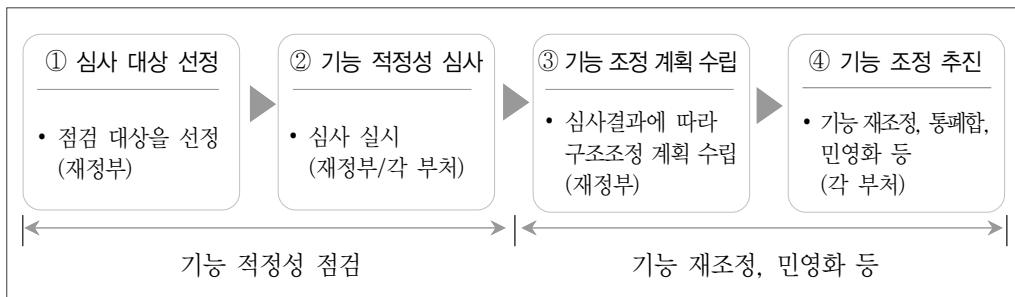 ① 심사 대상 선정
• 점검 대상을 선정
(재정부)
② 기능 적정성 심사
• 심사 실시
(재정부/각 부처)
③ 기능 조정 계획 수립
• 심사결과에 따라
구조조정 계획 수립
(재정부)
④ 기능 조정 추진
• 기능 재조정, 통폐합,
민영화 등
(각 부처)
기능 적정성 점검
기능 재조정, 민영화 등